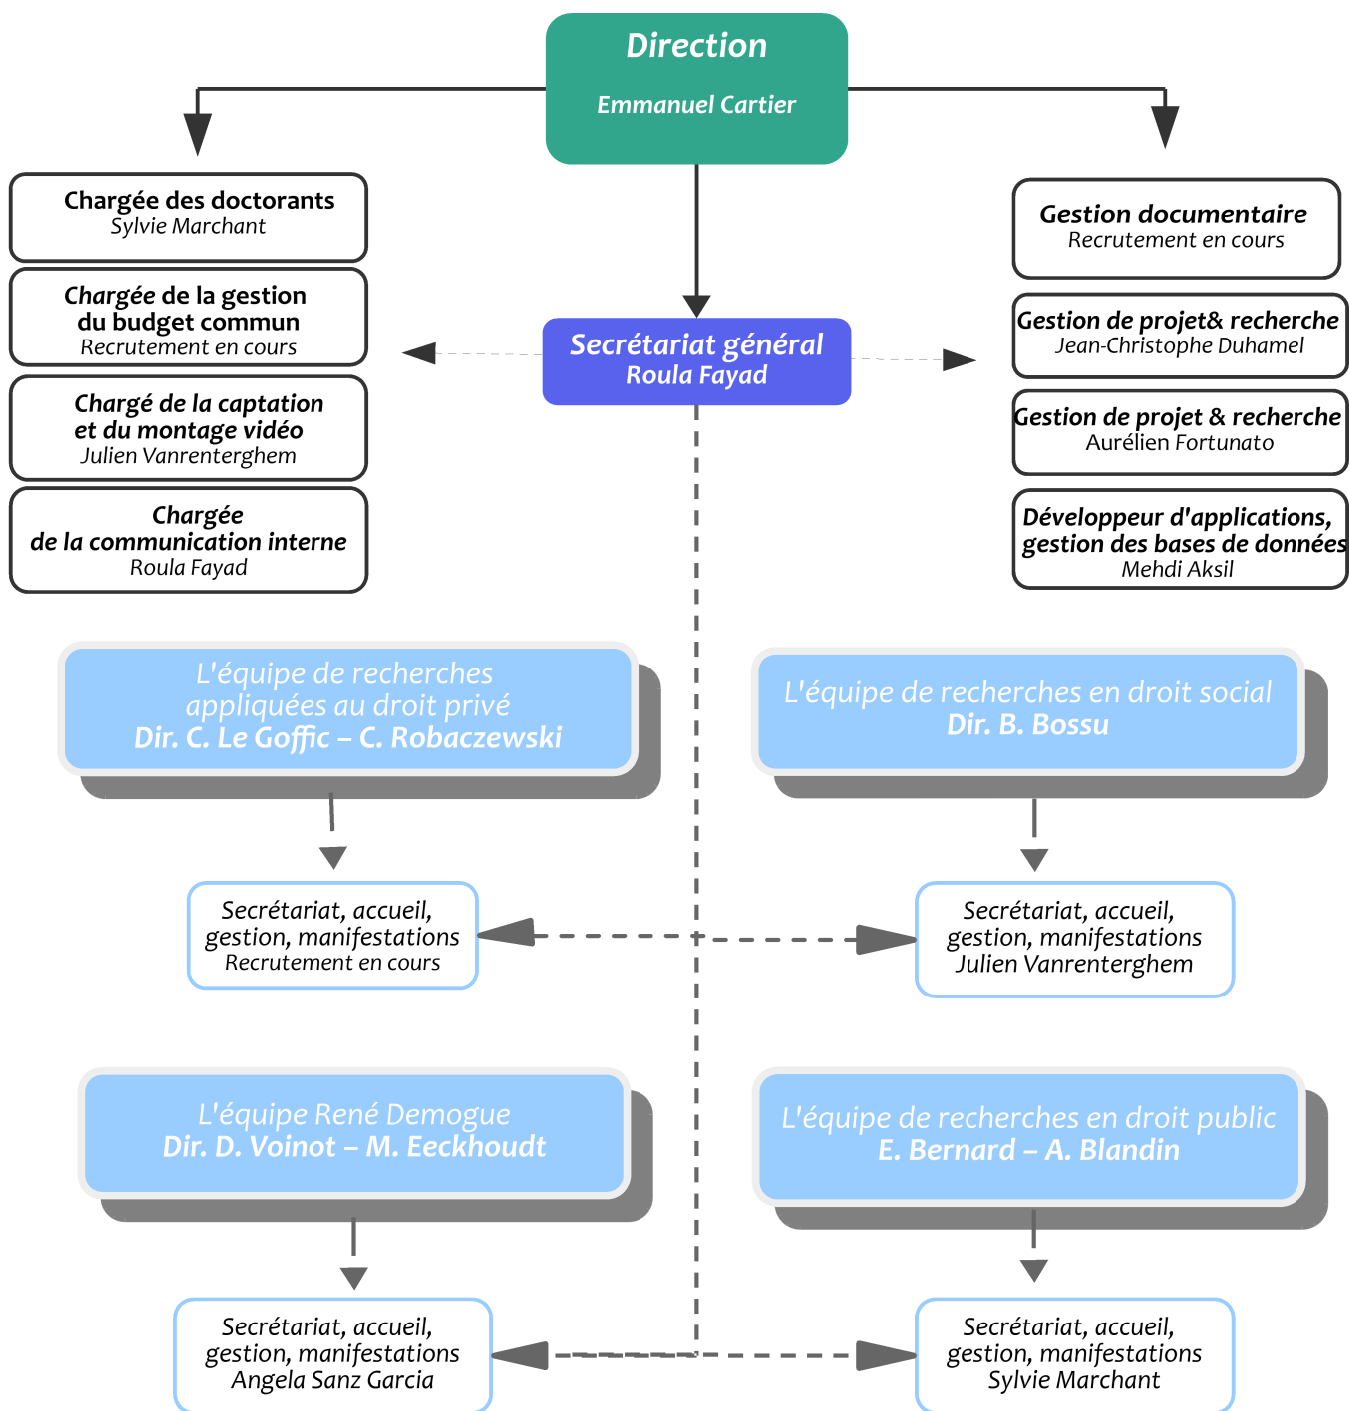 Direction
Emmanuel Cartier
Chargée des doctorants
Sylvie Marchant
Chargée de la gestion
du budget commun
Recrutement en cours
Chargé de la captation
et du montage vidéo
Julien Vanrenterghem
Chargée
de la communication interne
Roula Fayad
Secrétariat général
Roula Fayad
Gestion documentaire
Recrutement en cours
Gestion de projet& recherche
Jean-Christophe Duhamel
Gestion de projet & recherche
Aurélien Fortunato
Développeur d'applications,
gestion des bases de données
Mehdi Aksil
L'équipe de recherches
appliquées au droit privé
Dir. C. Le Goffic – C. Robaczewski
L'équipe de recherches en droit social
Dir. B. Bossu
Secrétariat, accueil,
gestion, manifestations
Recrutement en cours
Secrétariat, accueil,
gestion, manifestations
Julien Vanrenterghem
L'équipe René Demogue
Dir. D. Voinot – M. Eeckhoudt
L'équipe de recherches en droit public
E. Bernard – A. Blandin
Secrétariat, accueil,
gestion, manifestations
Angela Sanz Garcia
Secrétariat, accueil,
gestion, manifestations
Sylvie Marchant